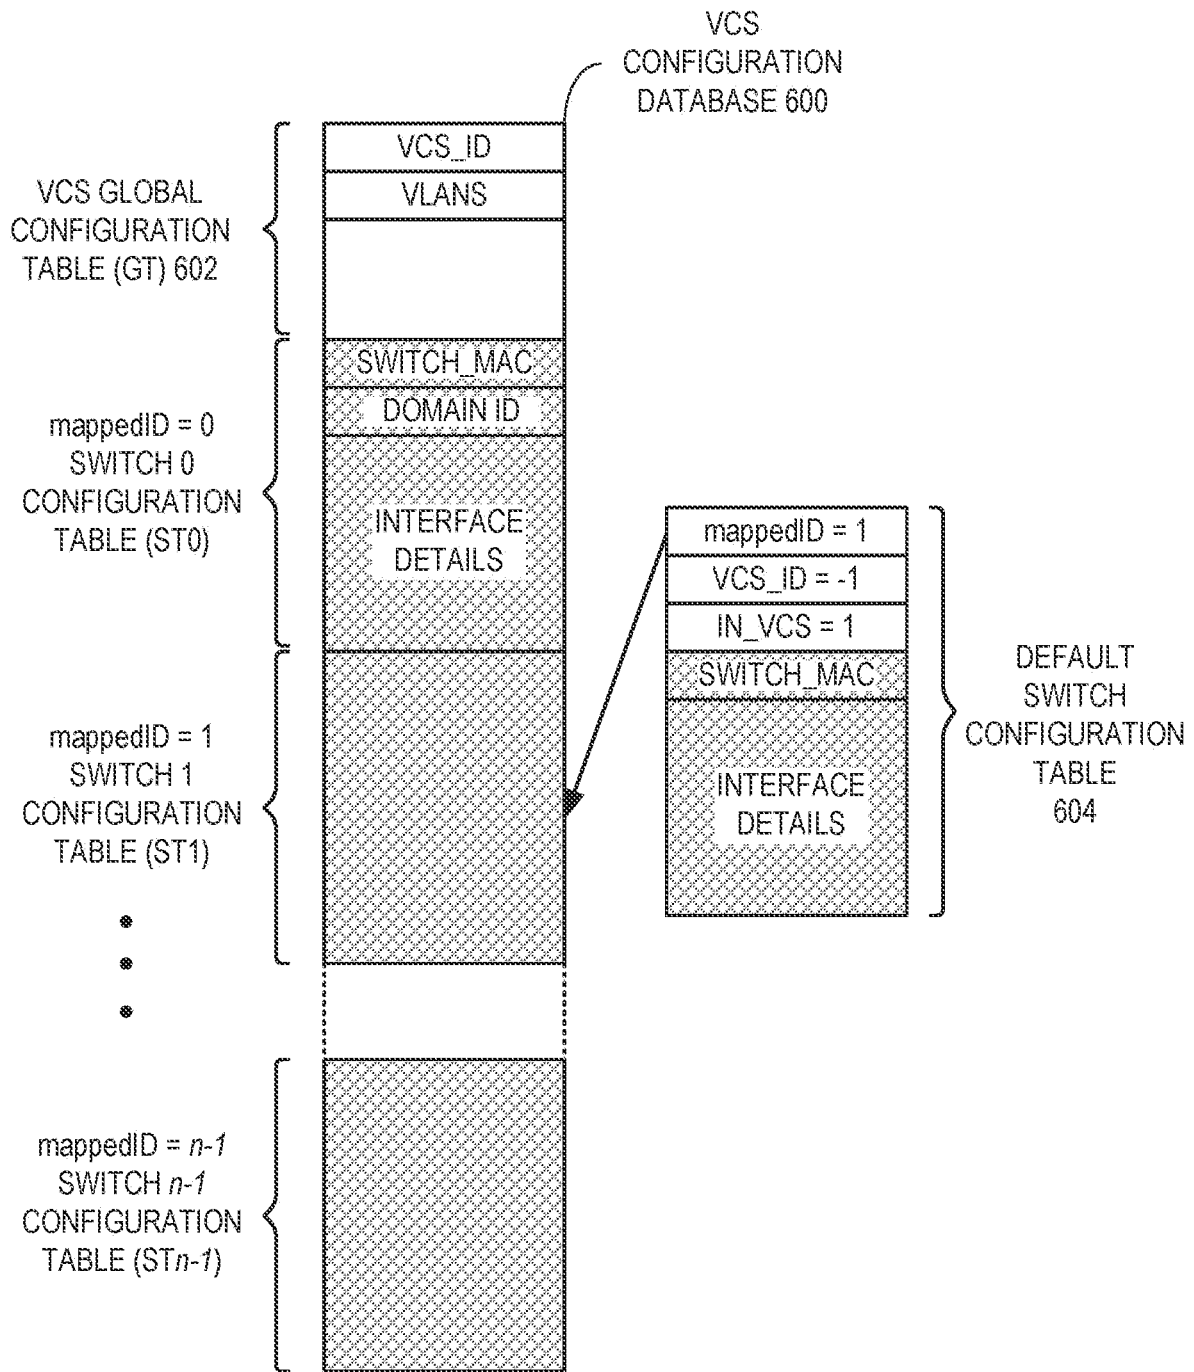 VCS
CONFIGURATION
DATABASE 600
VCS_ID
VLANS
VCS GLOBAL
CONFIGURATION
TABLE (GT) 602
SWITCH_MAC
DOMAIN ID
INTERFACE
DETAILS
mappedID = 0
SWITCH 0
CONFIGURATION
TABLE (ST0)
mappedID = 1
SWITCH 1
CONFIGURATION
TABLE (ST1)
mappedID = 1
VCS_ID = -1
IN_VCS = 1
SWITCH_MAC
INTERFACE
DETAILS
DEFAULT
SWITCH
CONFIGURATION
TABLE
604
mappedID = n-1
SWITCH n-1
CONFIGURATION
TABLE (STn-1)